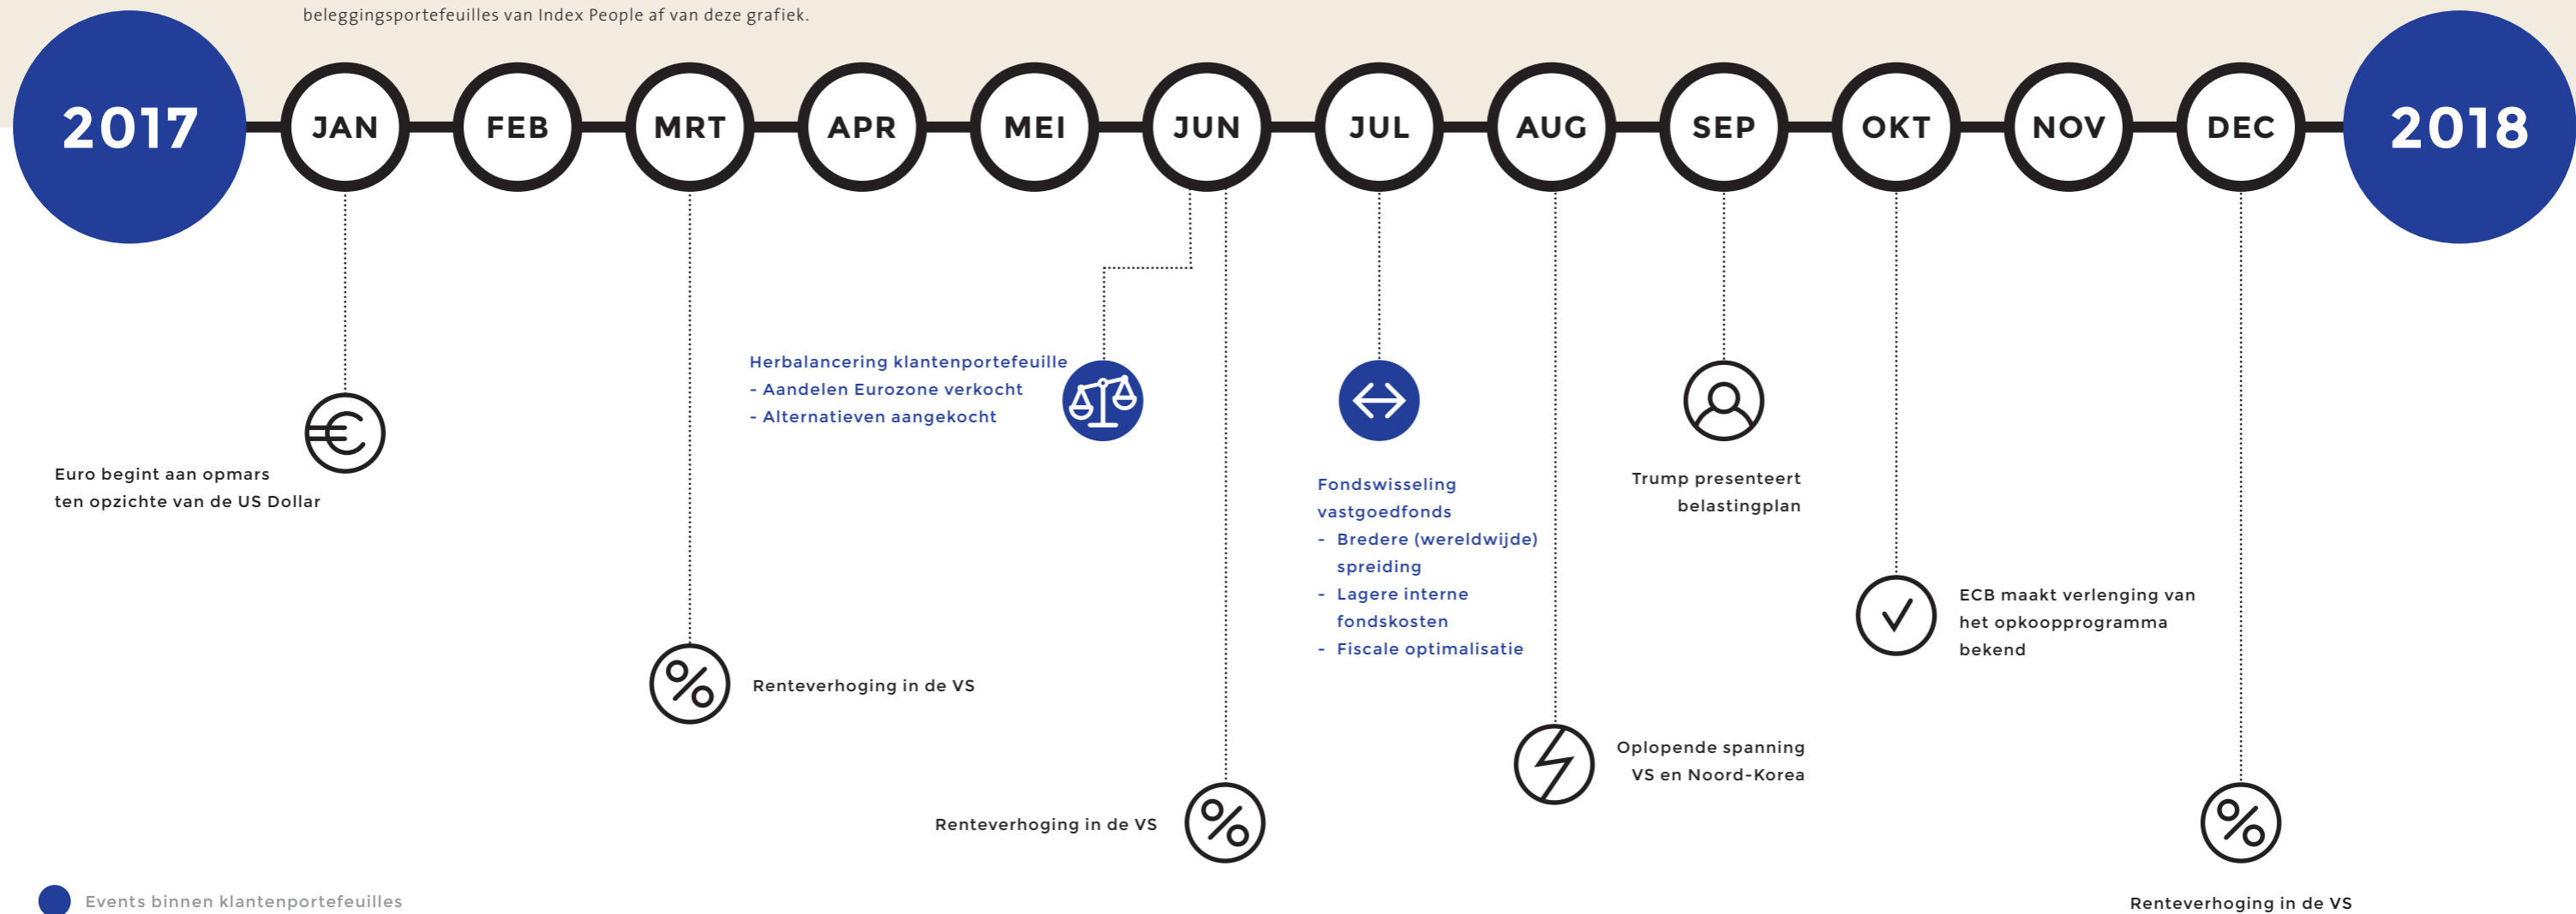 beleggingsportefeuilles van Index People af van deze grafiek.
2017
JAN
FEB
MRT
APR
MEI
JUN
JUL
AUG
SEP
OKT
NOV
DEC
2018
Euro begint aan opmars
ten opzichte van de US Dollar
Renteverhoging in de VS
Herbalancering klantenportefeuille
- Aandelen Eurozone verkocht
- Alternatieven aangekocht
Renteverhoging in de VS
Fondswisseling
vastgoedfonds
- Bredere (wereldwijde)
spreiding
- Lagere interne
fondskosten
- Fiscale optimalisatie
Oplopende spanning
VS en Noord-Korea
Trump presenteert
belastingplan
ECB maakt verlenging van
het opkoopprogramma
bekend
Renteverhoging in de VS
Events binnen klantenportefeuilles